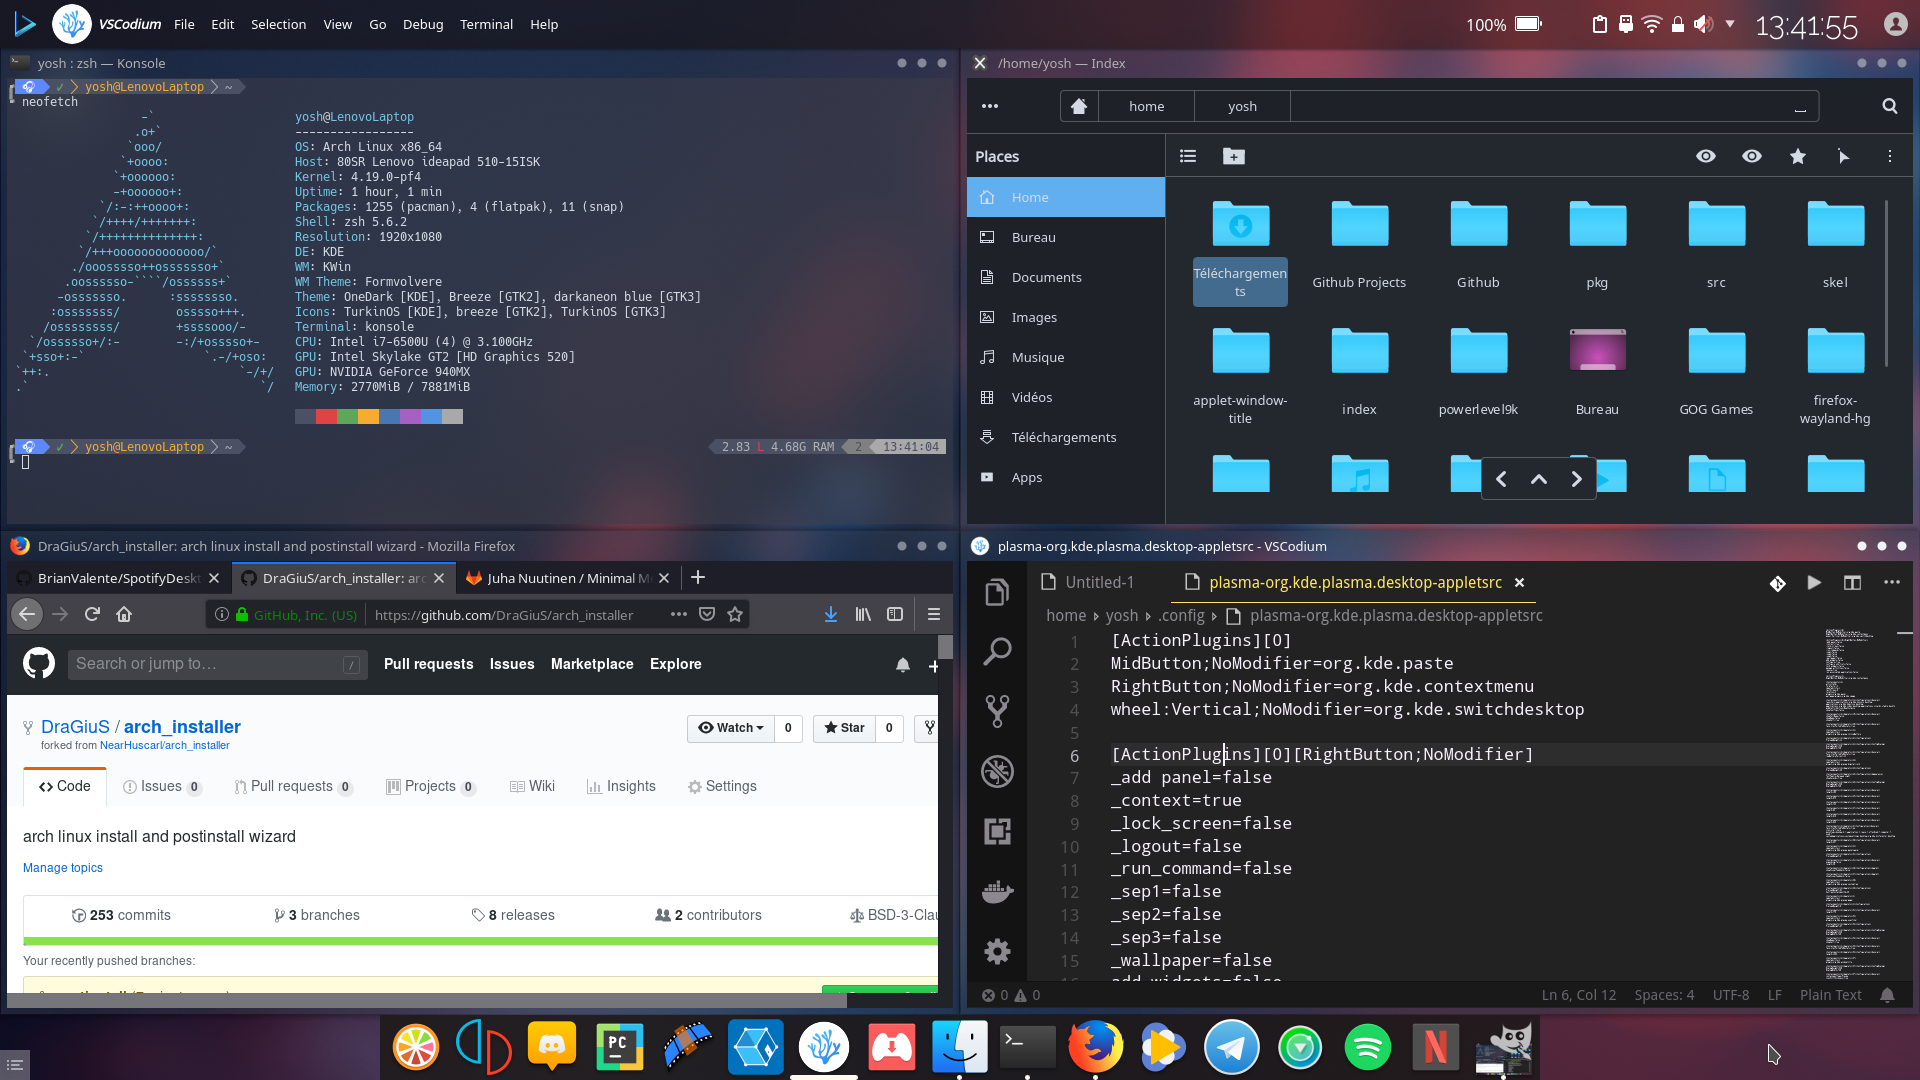 VSCodium File Edit Selection View Go Debug Terminal Help
100% 13:41:55
yosh : zsh — Konsole
✓ yosh@LenovoLaptop ~
neofetch
yosh@LenovoLaptop
-----------------
OS: Arch Linux x86_64
Host: 80SR Lenovo ideapad 510-15ISK
Kernel: 4.19.0-pf4
Uptime: 1 hour, 1 min
Packages: 1255 (pacman), 4 (flatpak), 11 (snap)
Shell: zsh 5.6.2
Resolution: 1920x1080
DE: KDE
WM: KWin
WM Theme: Formvolvere
Theme: OneDark [KDE], Breeze [GTK2], darkaneon blue [GTK3]
Icons: TurkinOS [KDE], breeze [GTK2], TurkinOS [GTK3]
Terminal: konsole
CPU: Intel i7-6500U (4) @ 3.100GHz
GPU: Intel Skylake GT2 [HD Graphics 520]
GPU: NVIDIA GeForce 940MX
Memory: 2770MiB / 7881MiB
✓ yosh@LenovoLaptop ~ 2.83 L 4.68G RAM 2 13:41:04
/home/yosh — Index
home yosh
Places
Home
Bureau
Documents
Images
Musique
Vidéos
Téléchargements
Apps
Téléchargemen
ts
Github Projects
Github
pkg
src
skel
applet-window-
title
index
powerlevel9k
Bureau
GOG Games
firefox-
wayland-hg
DraGiuS/arch_installer: arch linux install and postinstall wizard - Mozilla Firefox
BrianValente/SpotifyDeskt DraGiuS/arch_installer: arc Juha Nuutinen / Minimal M
GitHub, Inc. (US) https://github.com/DraGiuS/arch_installer
Search or jump to… / Pull requests Issues Marketplace Explore
DraGiuS / arch_installer Watch 0 Star 0
forked from NearHuscarl/arch_installer
Code Issues 0 Pull requests 0 Projects 0 Wiki Insights Settings
arch linux install and postinstall wizard
Manage topics
253 commits 3 branches 8 releases 2 contributors BSD-3-Clau
Your recently pushed branches:
plasma-org.kde.plasma.desktop-appletsrc - VSCodium
Untitled-1 plasma-org.kde.plasma.desktop-appletsrc
home › yosh › .config › plasma-org.kde.plasma.desktop-appletsrc
1 [ActionPlugins][0]
2 MidButton;NoModifier=org.kde.paste
3 RightButton;NoModifier=org.kde.contextmenu
4 wheel:Vertical;NoModifier=org.kde.switchdesktop
5
6 [ActionPlugins][0][RightButton;NoModifier]
7 _add panel=false
8 _context=true
9 _lock_screen=false
10 _logout=false
11 _run_command=false
12 _sep1=false
13 _sep2=false
14 _sep3=false
15 _wallpaper=false
0 0 Ln 6, Col 12 Spaces: 4 UTF-8 LF Plain Text
PC
N